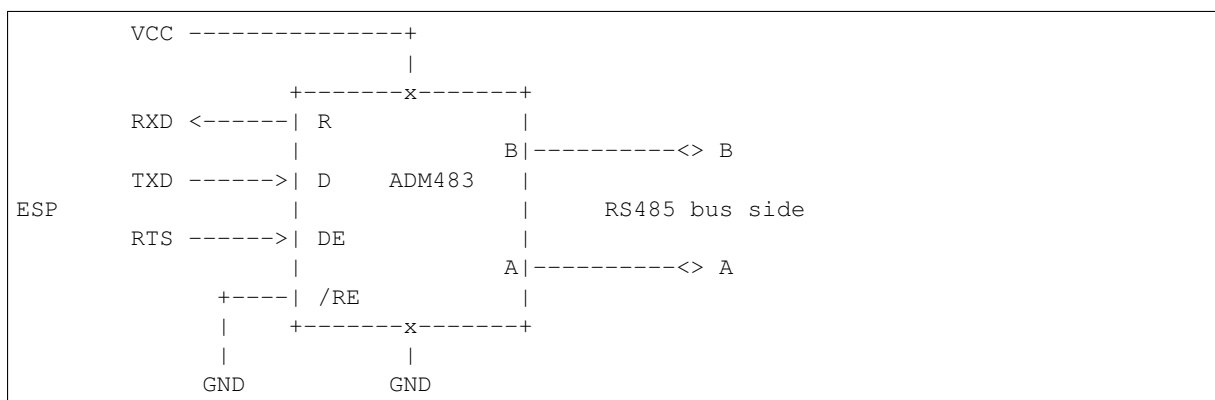 VCC ---------------+
|
+-------x-------+
RXD <------| R |
| B|----------<> B
TXD ------>| D ADM483 |
ESP | | RS485 bus side
RTS ------>| DE |
| A|----------<> A
+----| /RE |
| +-------x-------+
| |
GND GND